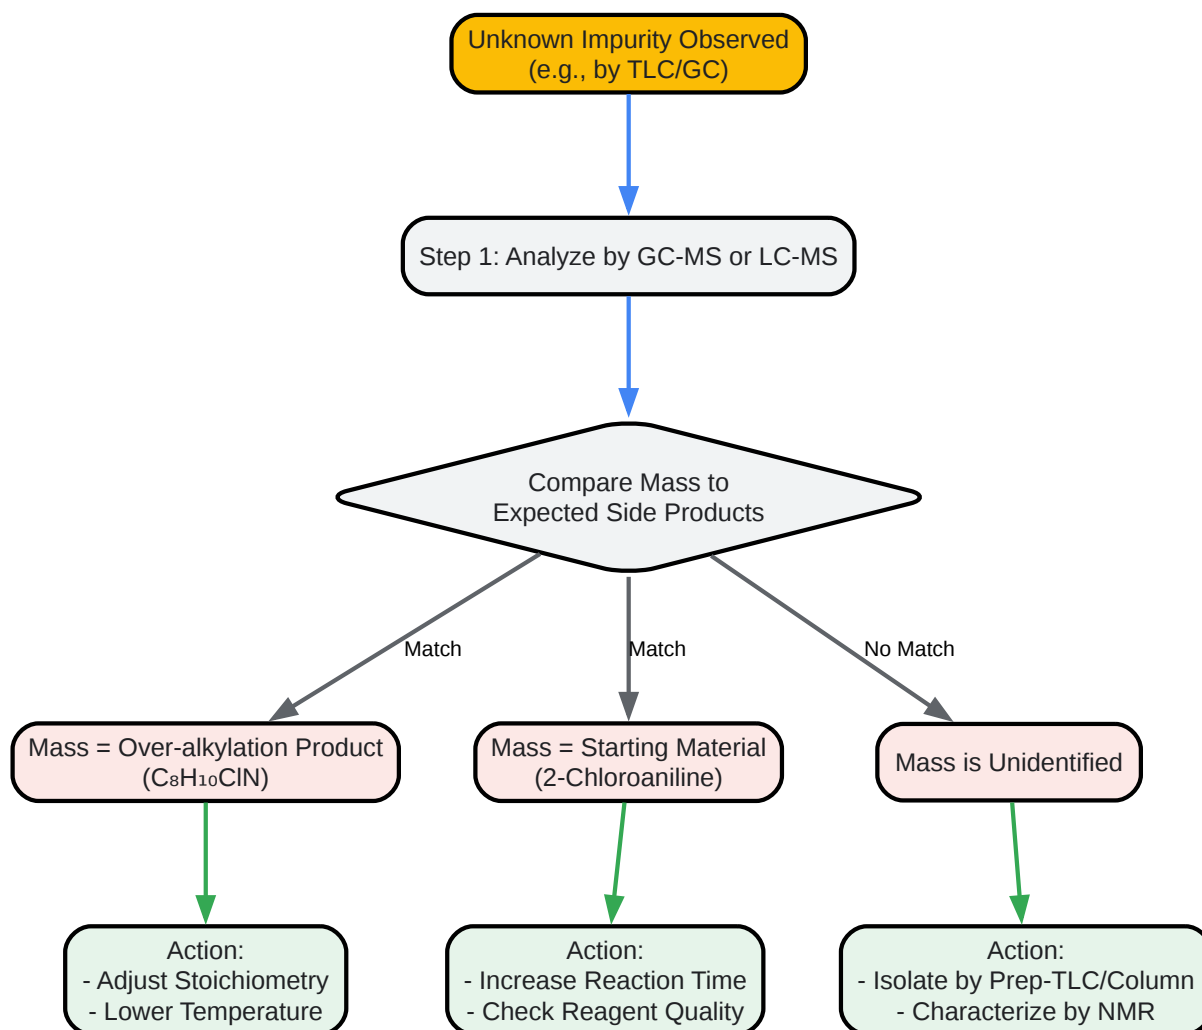 Unknown Impurity Observed
(e.g., by TLC/GC)
Step 1: Analyze by GC-MS or LC-MS
Compare Mass to
Expected Side Products
Match
Match
No Match
Mass = Over-alkylation Product
(C₈H₁₀ClN)
Mass = Starting Material
(2-Chloroaniline)
Mass is Unidentified
Action:
- Adjust Stoichiometry
- Lower Temperature
Action:
- Increase Reaction Time
- Check Reagent Quality
Action:
- Isolate by Prep-TLC/Column
- Characterize by NMR